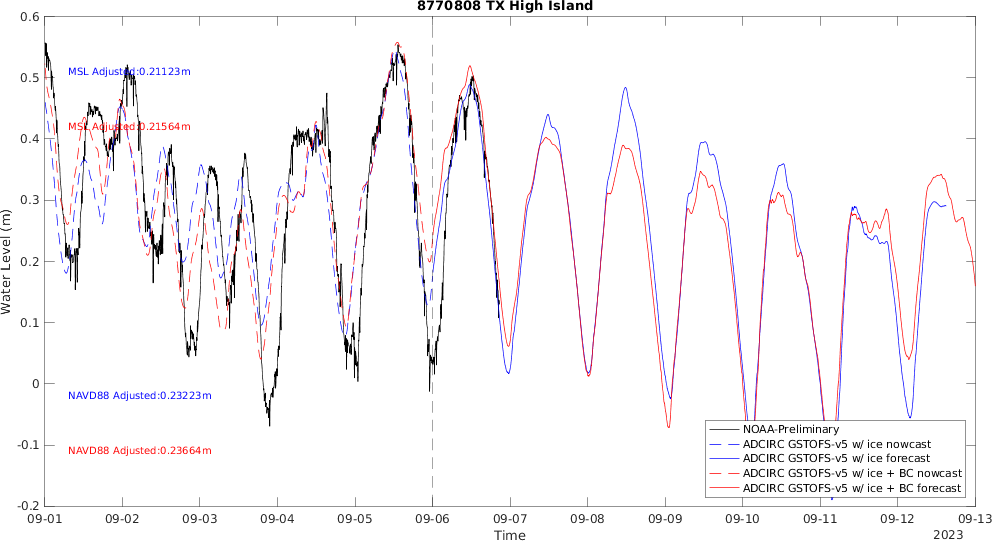 8770808 TX High Island
0.6
0.5
0.4
0.3
0.2
0.1
0
-0.1
-0.2
Water Level (m)
MSL Adjusted:0.21123m
MSL Adjusted:0.21564m
NAVD88 Adjusted:0.23223m
NAVD88 Adjusted:0.23664m
NOAA-Preliminary
ADCIRC GSTOFS-v5 w/ ice nowcast
ADCIRC GSTOFS-v5 w/ ice forecast
ADCIRC GSTOFS-v5 w/ ice + BC nowcast
ADCIRC GSTOFS-v5 w/ ice + BC forecast
09-01 09-02 09-03 09-04 09-05 09-06 09-07 09-08 09-09 09-10 09-11 09-12 09-13
Time
2023